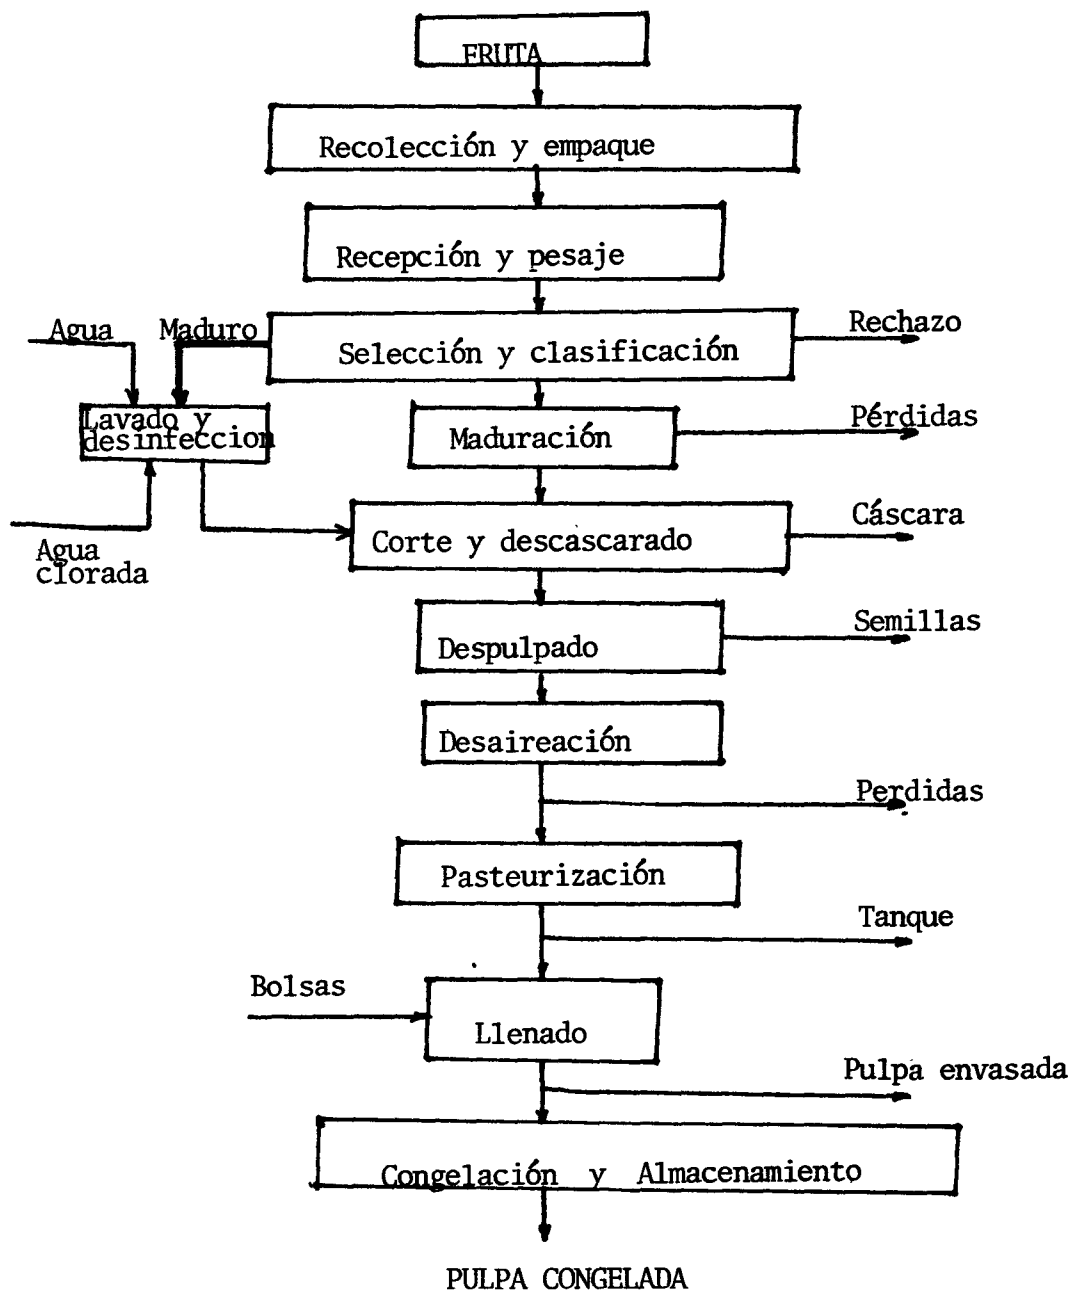 FRUTA
Recolección y empaque
Recepción y pesaje
Agua
Maduro
Selección y clasificación
Rechazo
Lavado y
desinfeccion
Maduración
Pérdidas
Corte y descascarado
Cáscara
Agua
clorada
Despulpado
Semillas
Desaireación
Perdidas
Pasteurización
Tanque
Bolsas
Llenado
Pulpa envasada
Congelación y Almacenamiento
PULPA CONGELADA